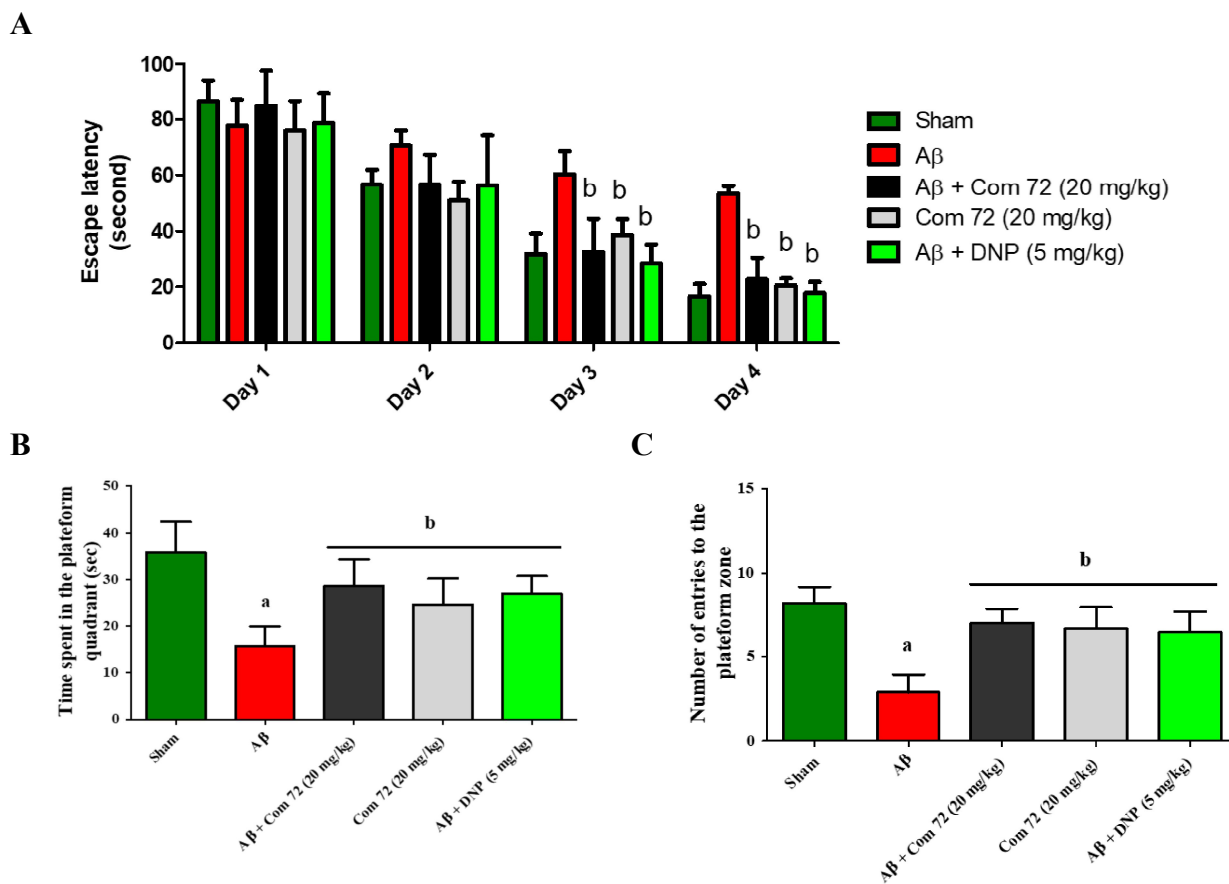 A
Escape latency
(second)
100
80
60
40
20
0
b
b
b
b
b
b
Day 1
Day 2
Day 3
Day 4
Sham
Aβ
Aβ + Com 72 (20 mg/kg)
Com 72 (20 mg/kg)
Aβ + DNP (5 mg/kg)
B
Time spent in the plateform
quadrant (sec)
50
40
30
20
10
0
a
b
Sham
Aβ
Aβ + Com 72 (20 mg/kg)
Com 72 (20 mg/kg)
Aβ + DNP (5 mg/kg)
C
Number of entries to the
plateform zone
15
10
5
0
a
b
Sham
Aβ
Aβ + Com 72 (20 mg/kg)
Com 72 (20 mg/kg)
Aβ + DNP (5 mg/kg)